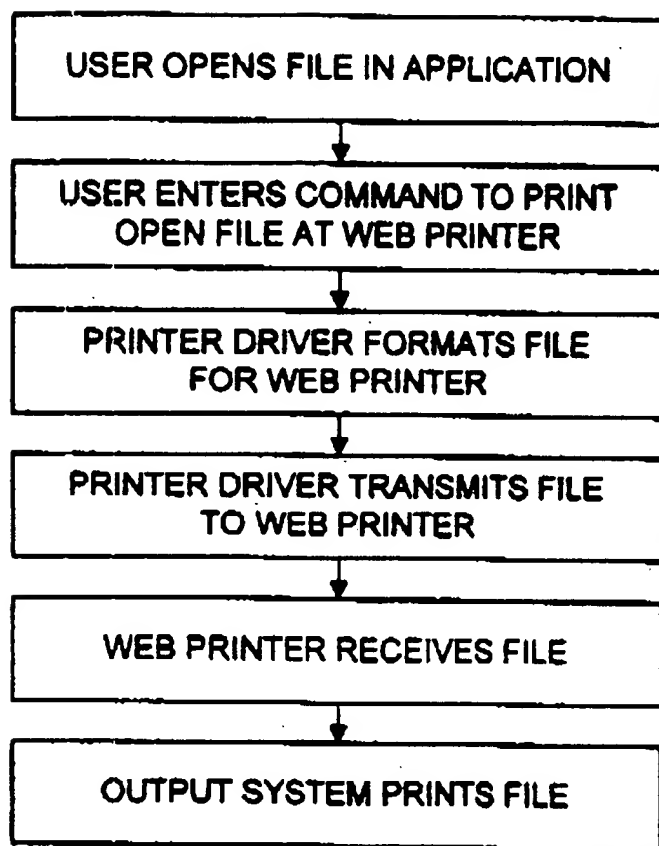 USER OPENS FILE IN APPLICATION
USER ENTERS COMMAND TO PRINT
OPEN FILE AT WEB PRINTER
PRINTER DRIVER FORMATS FILE
FOR WEB PRINTER
PRINTER DRIVER TRANSMITS FILE
TO WEB PRINTER
WEB PRINTER RECEIVES FILE
OUTPUT SYSTEM PRINTS FILE